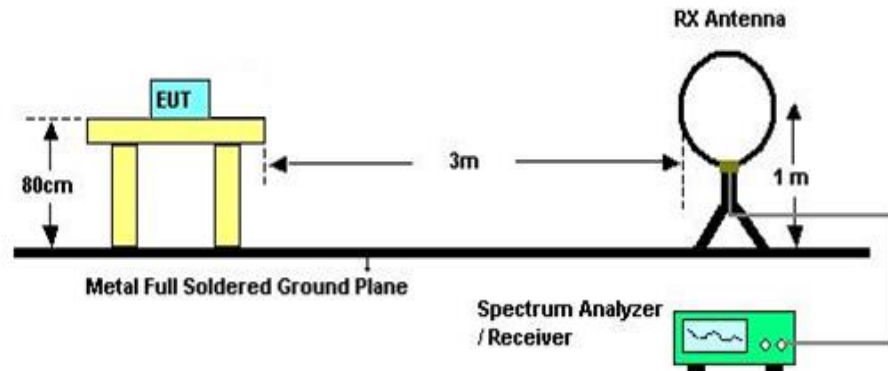 RX Antenna
EUT
80cm
3m
1 m
Metal Full Soldered Ground Plane
Spectrum Analyzer
/ Receiver